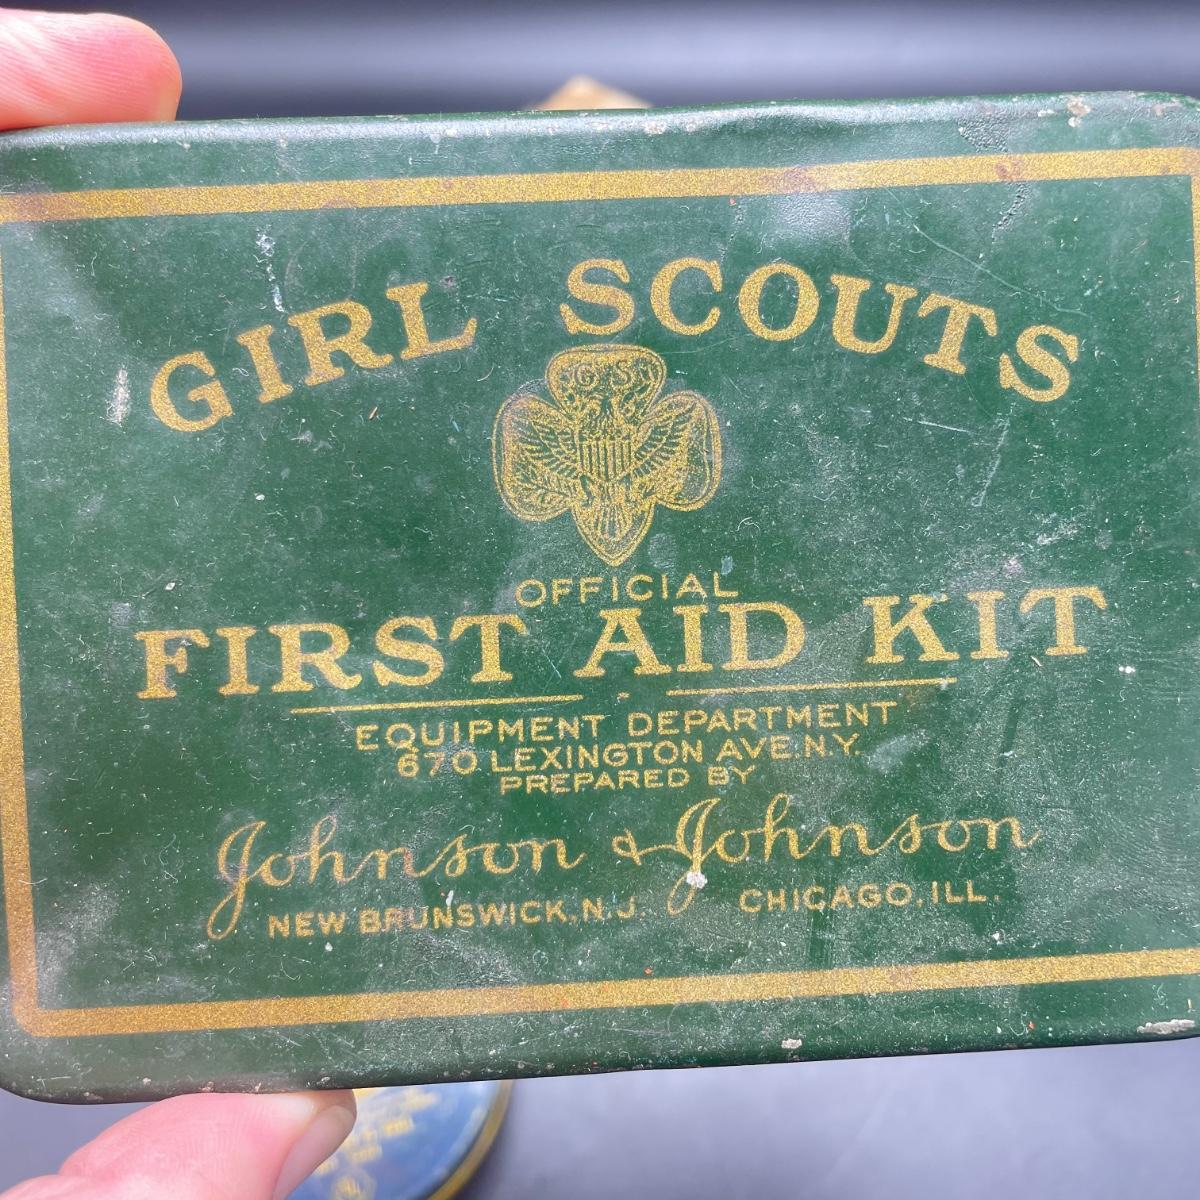 GIRL SCOUTS
GS
OFFICIAL
FIRST AID KIT
EQUIPMENT DEPARTMENT
670 LEXINGTON AVE.N.Y.
PREPARED BY
Johnson & Johnson
NEW BRUNSWICK, N.J. CHICAGO, ILL.